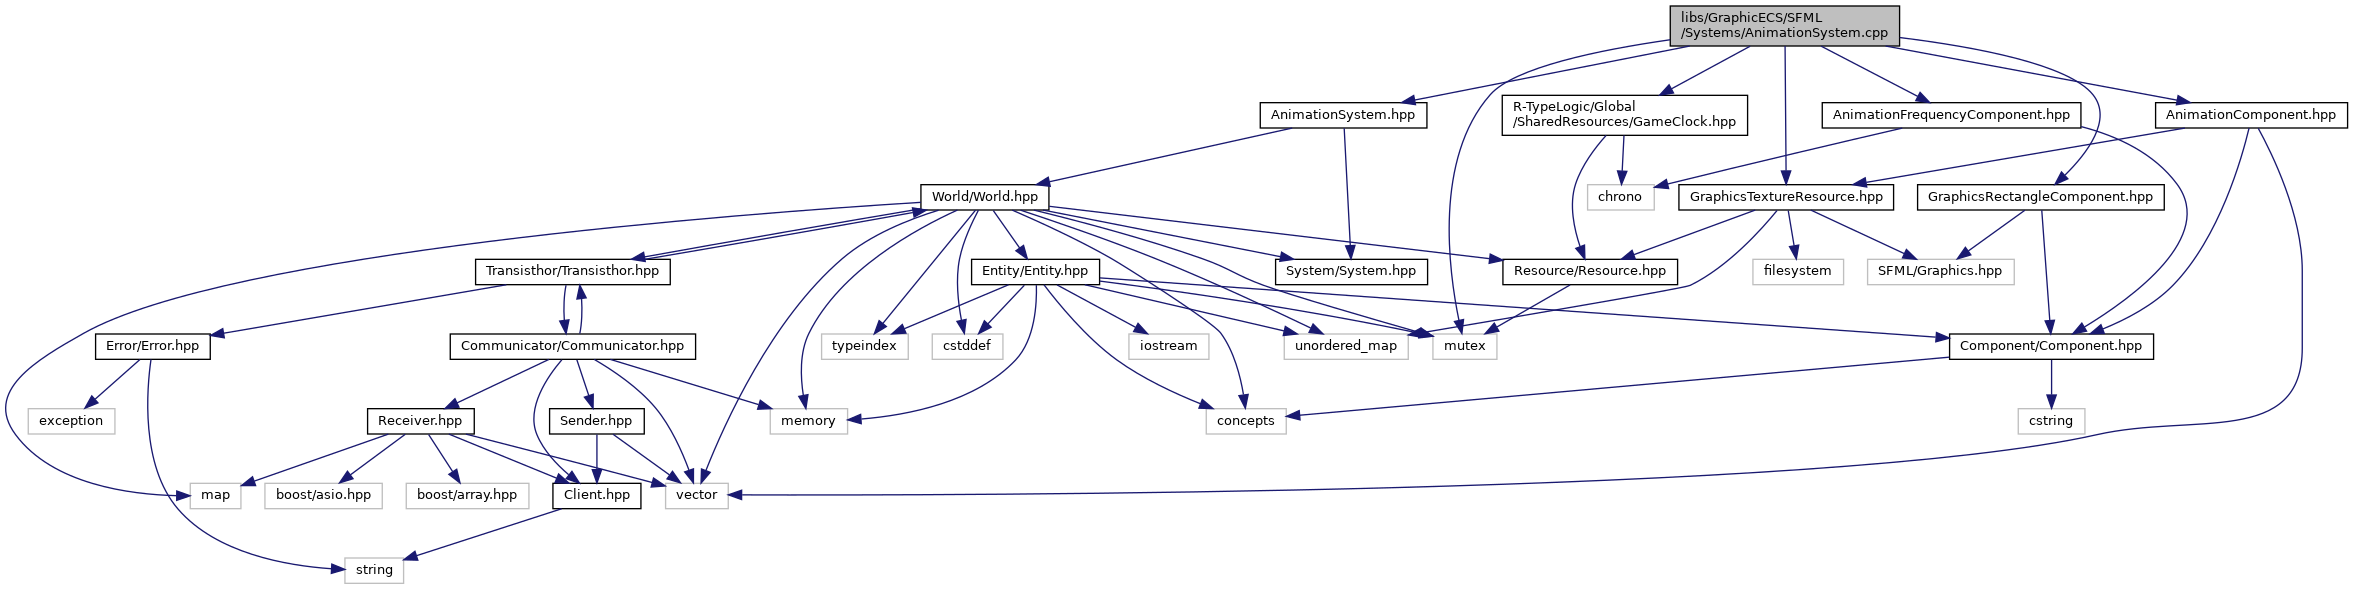 libs/GraphicECS/SFML
/Systems/AnimationSystem.cpp
AnimationSystem.hpp
R-TypeLogic/Global
/SharedResources/GameClock.hpp
AnimationFrequencyComponent.hpp
AnimationComponent.hpp
World/World.hpp
chrono
GraphicsTextureResource.hpp
GraphicsRectangleComponent.hpp
Transisthor/Transisthor.hpp
Entity/Entity.hpp
System/System.hpp
Resource/Resource.hpp
filesystem
SFML/Graphics.hpp
Error/Error.hpp
Communicator/Communicator.hpp
typeindex
cstddef
iostream
unordered_map
mutex
Component/Component.hpp
exception
Receiver.hpp
Sender.hpp
memory
concepts
cstring
map
boost/asio.hpp
boost/array.hpp
Client.hpp
vector
string